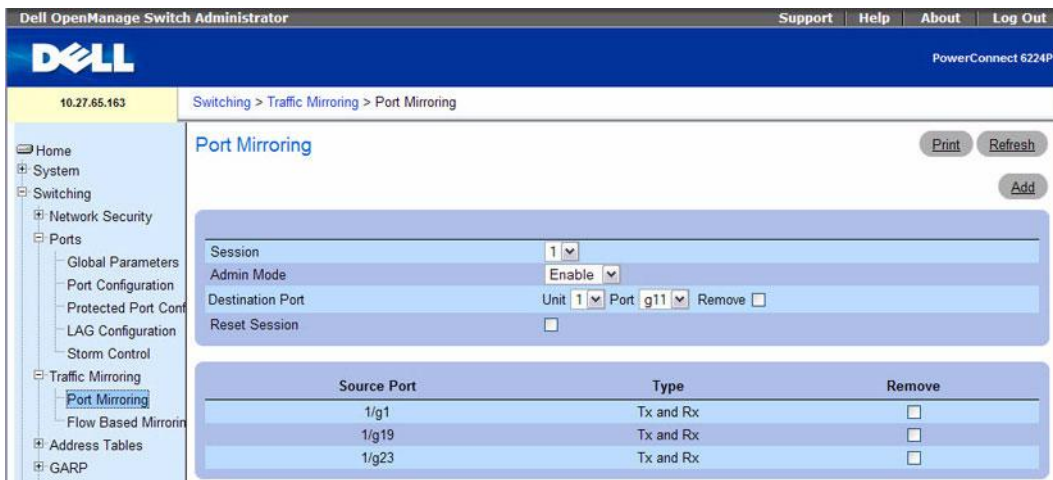 Dell OpenManage Switch Administrator
Support Help About Log Out
DELL
PowerConnect 6224P
10.27.65.163
Switching > Traffic Mirroring > Port Mirroring
Home
System
Switching
Network Security
Ports
Global Parameters
Port Configuration
Protected Port Conf
LAG Configuration
Storm Control
Traffic Mirroring
Port Mirroring
Flow Based Mirrorin
Address Tables
GARP
Port Mirroring
Print Refresh
Add
Session 1
Admin Mode Enable
Destination Port Unit 1 Port g11 Remove
Reset Session
Source Port Type Remove
1/g1 Tx and Rx
1/g19 Tx and Rx
1/g23 Tx and Rx